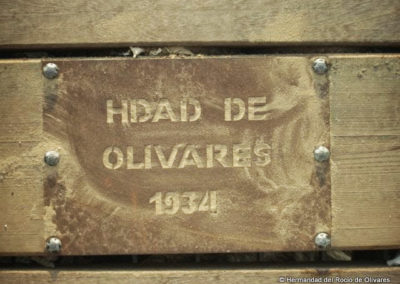 HDAD DE
OLIVARES
1934
© Hermandad del Rocío de Olivares